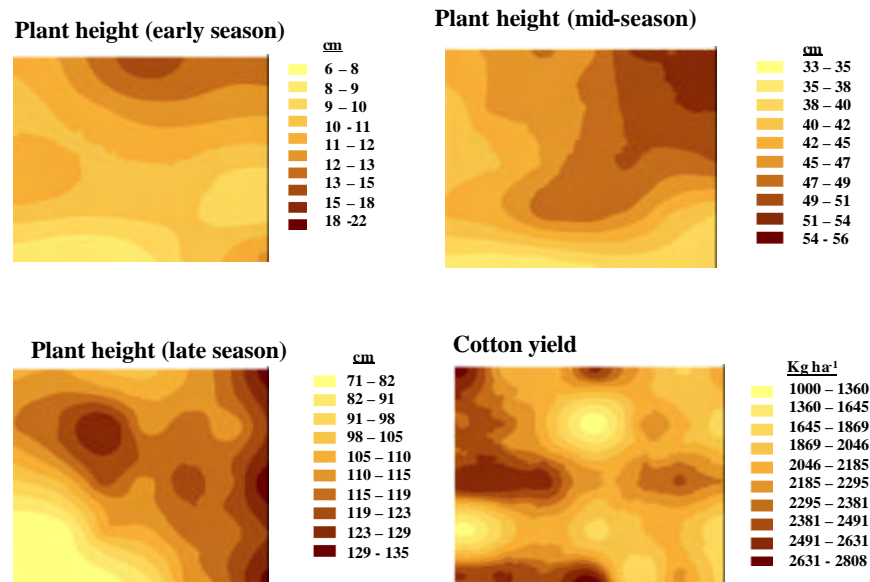 Plant height (early season)
cm
6 – 8
8 – 9
9 – 10
10 -11
11 – 12
12 – 13
13 – 15
15 – 18
18 -22
Plant height (mid-season)
cm
33 – 35
35 – 38
38 – 40
40 – 42
42 – 45
45 – 47
47 – 49
49 – 51
51 – 54
54 - 56
Plant height (late season)
cm
71 – 82
82 – 91
91 – 98
98 – 105
105 – 110
110 – 115
115 – 119
119 – 123
123 – 129
129 - 135
Cotton yield
Kg ha-¹
1000 – 1360
1360 – 1645
1645 – 1869
1869 – 2046
2046 – 2185
2185 – 2295
2295 – 2381
2381 – 2491
2491 – 2631
2631 - 2808